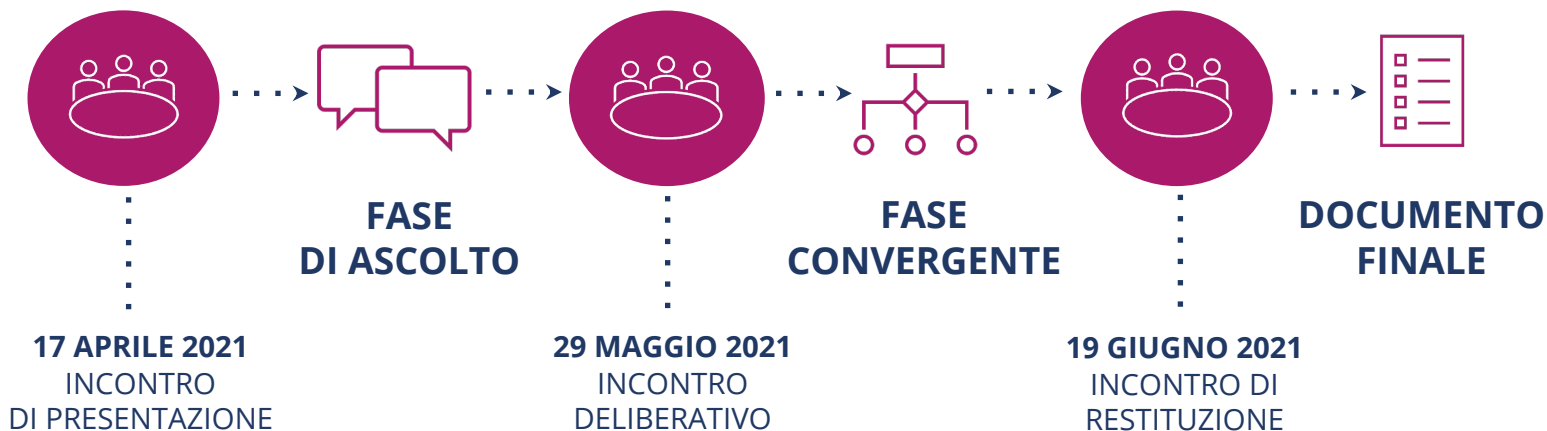 FASE
DI ASCOLTO
FASE
CONVERGENTE
DOCUMENTO
FINALE
17 APRILE 2021
INCONTRO
DI PRESENTAZIONE
29 MAGGIO 2021
INCONTRO
DELIBERATIVO
19 GIUGNO 2021
INCONTRO DI
RESTITUZIONE